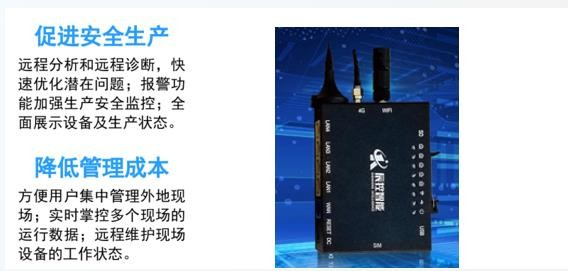 促进安全生产
远程分析和远程诊断，快
速优化潜在问题；报警功
能加强生产安全监控；全
面展示设备及生产状态。
降低管理成本
方便用户集中管理外地现
场；实时掌控多个现场的
运行数据；远程维护现场
设备的工作状态。
4G
WIFI
LAN4
LAN3
LAN2
LAN1
WAN
RESET
DC
SD
USB
SIM
辰控智能